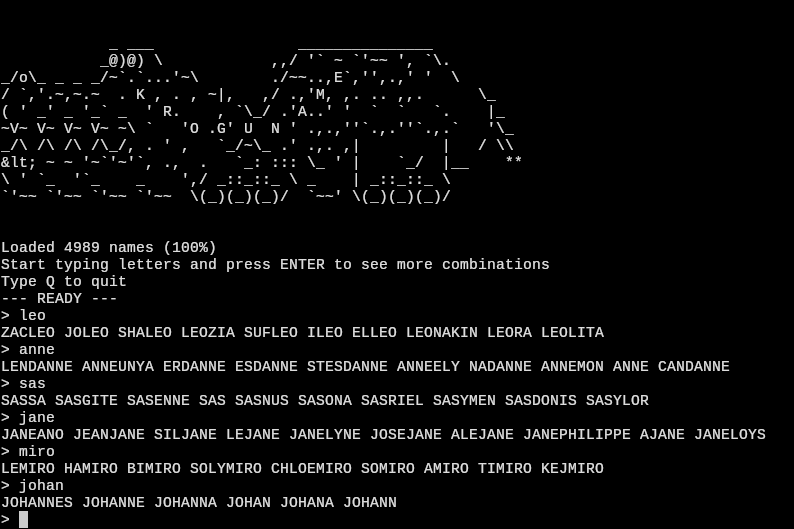 Loaded 4989 names (100%)
Start typing letters and press ENTER to see more combinations
Type Q to quit
--- READY ---
> leo
ZACLEO JOLEO SHALEO LEOZIA SUFLEO ILEO ELLEO LEONAKIN LEORA LEOLITA
> anne
LENDANNE ANNEUNYA ERDANNE ESDANNE STESDANNE ANNEELY NADANNE ANNEMON ANNE CANDANNE
> sas
SASSA SASGITE SASENNE SAS SASNUS SASONA SASRIEL SASYMEN SASDONIS SASYLOR
> jane
JANEANO JEANJANE SILJANE LEJANE JANELYNE JOSEJANE ALEJANE JANEPHILIPPE AJANE JANELOYS
> miro
LEMIRO HAMIRO BIMIRO SOLYMIRO CHLOEMIRO SOMIRO AMIRO TIMIRO KEJMIRO
> johan
JOHANNES JOHANNE JOHANNA JOHAN JOHANA JOHANN
>